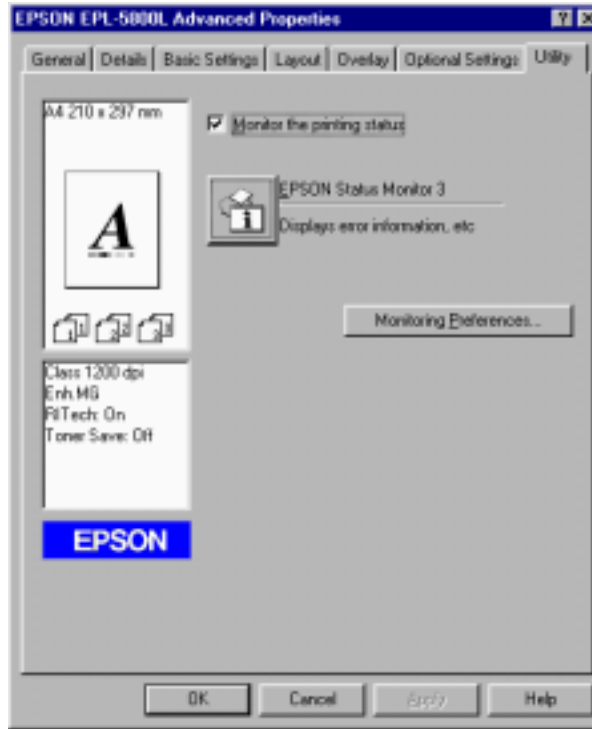 EPSON EPL-5800L Advanced Properties
General Details Basic Settings Layout Overlay Optional Settings Utility
A4 210 x 297 mm
Monitor the printing status
EPSON Status Monitor 3
Displays error information, etc
A
Monitoring Preferences...
Class 1200 dpi
Enh.MG
RITech: On
Toner Save: Off
EPSON
OK Cancel Apply Help